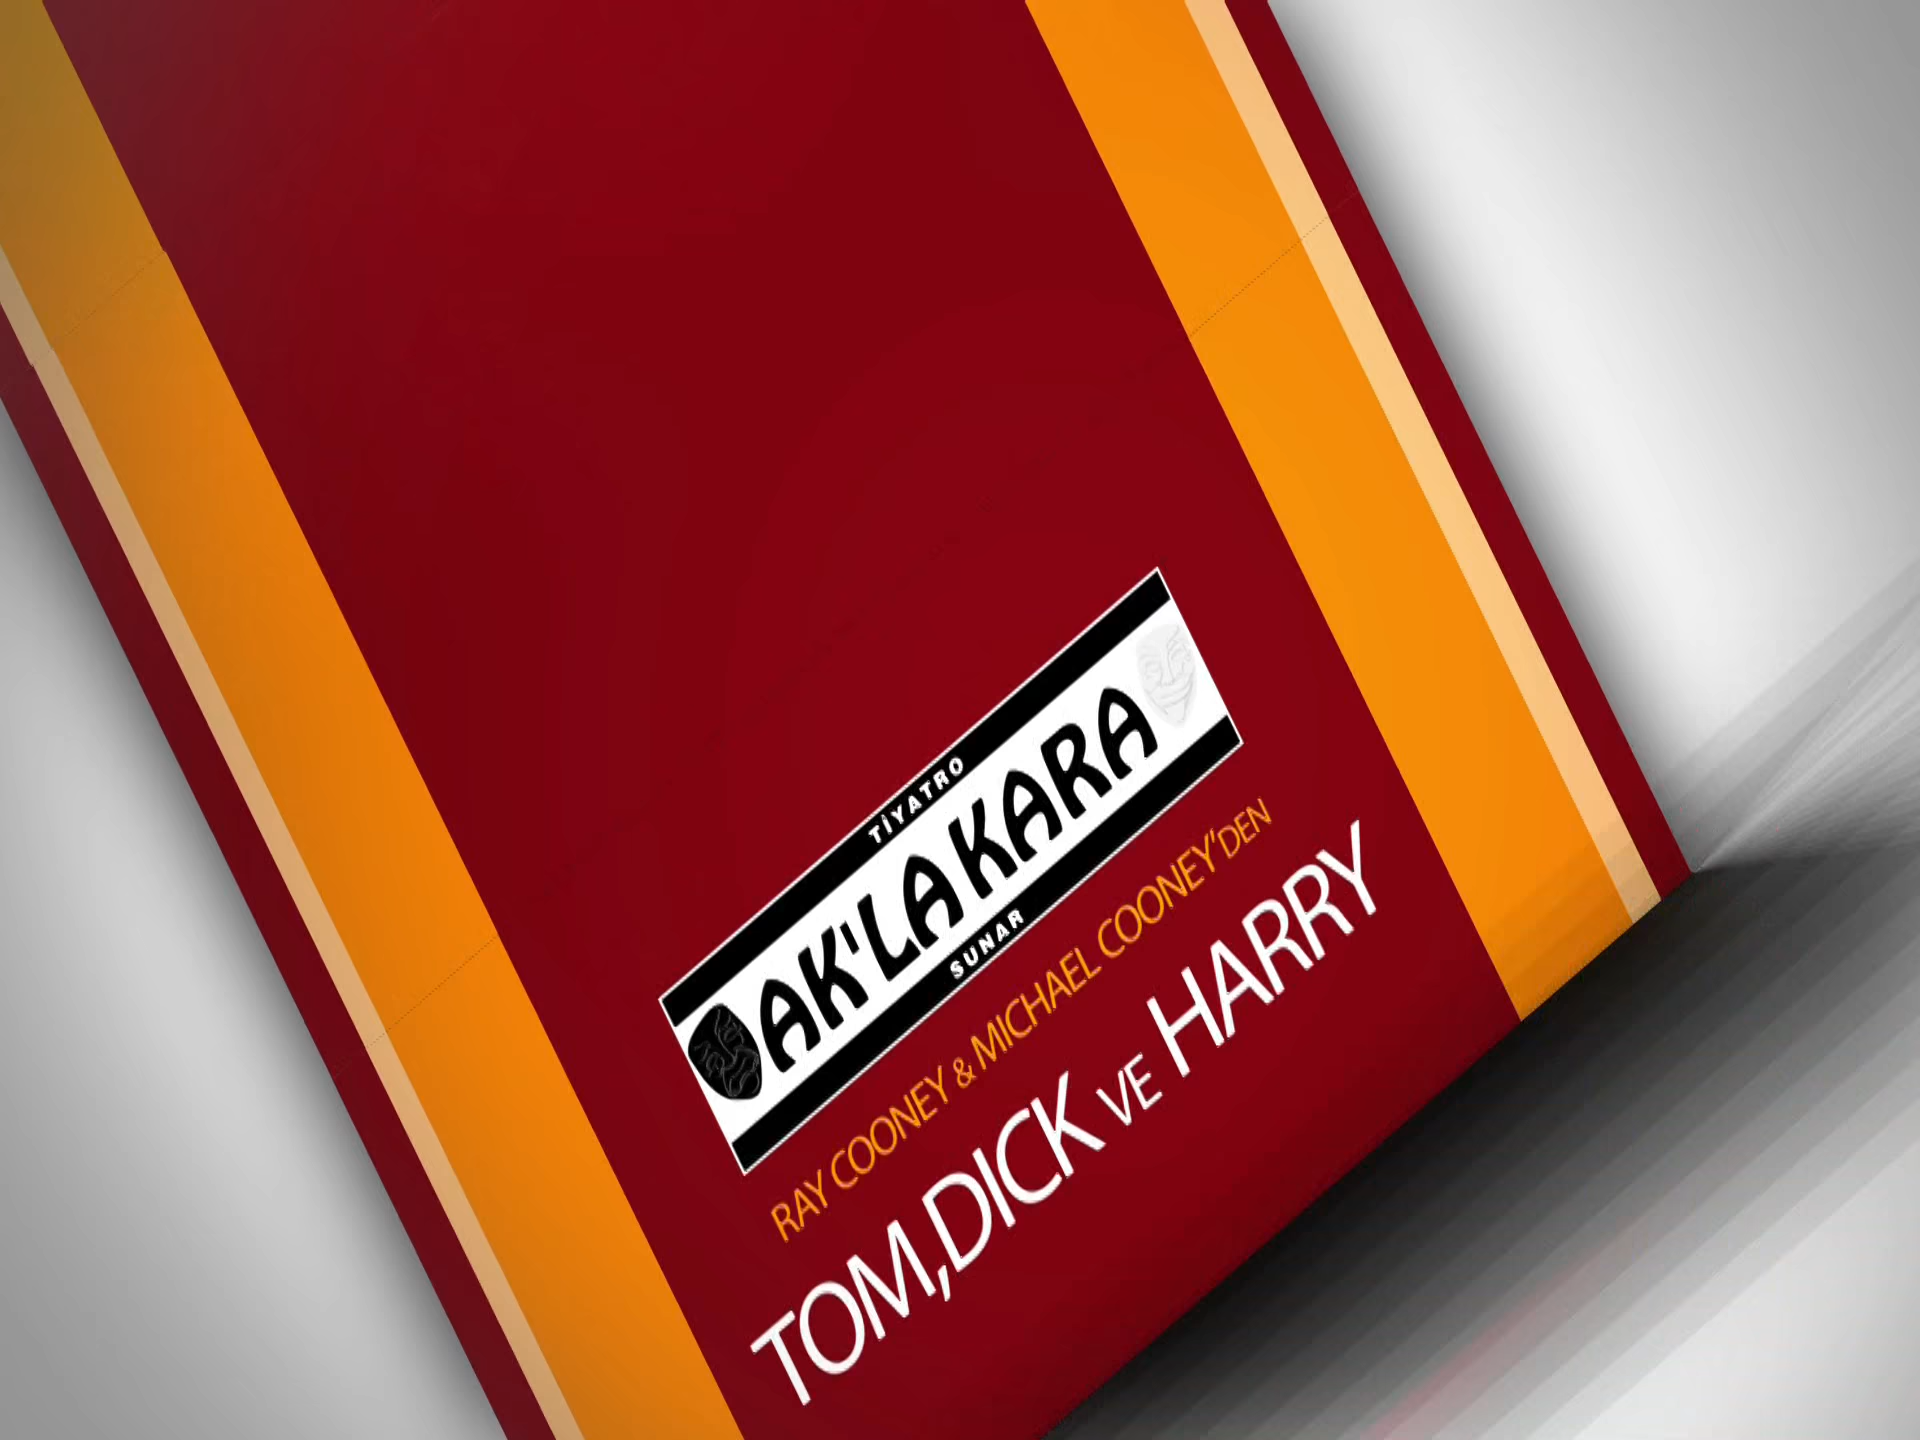 TİYATRO
AK'LA KARA
SUNAR
RAY COONEY & MICHAEL COONEY'DEN
TOM,DICK VE HARRY